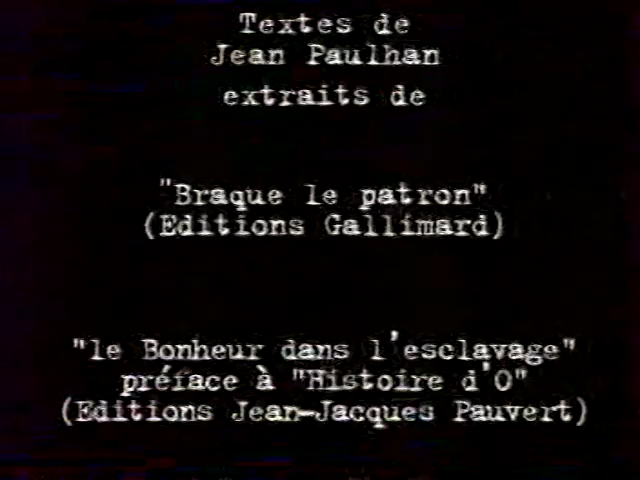 Textes de
Jean Paulhan
extraits de
"Braque le patron"
(Editions Gallimard)
"le Bonheur dans l'esclavage"
préface à "Histoire d'O"
(Editions Jean-Jacques Pauvert)